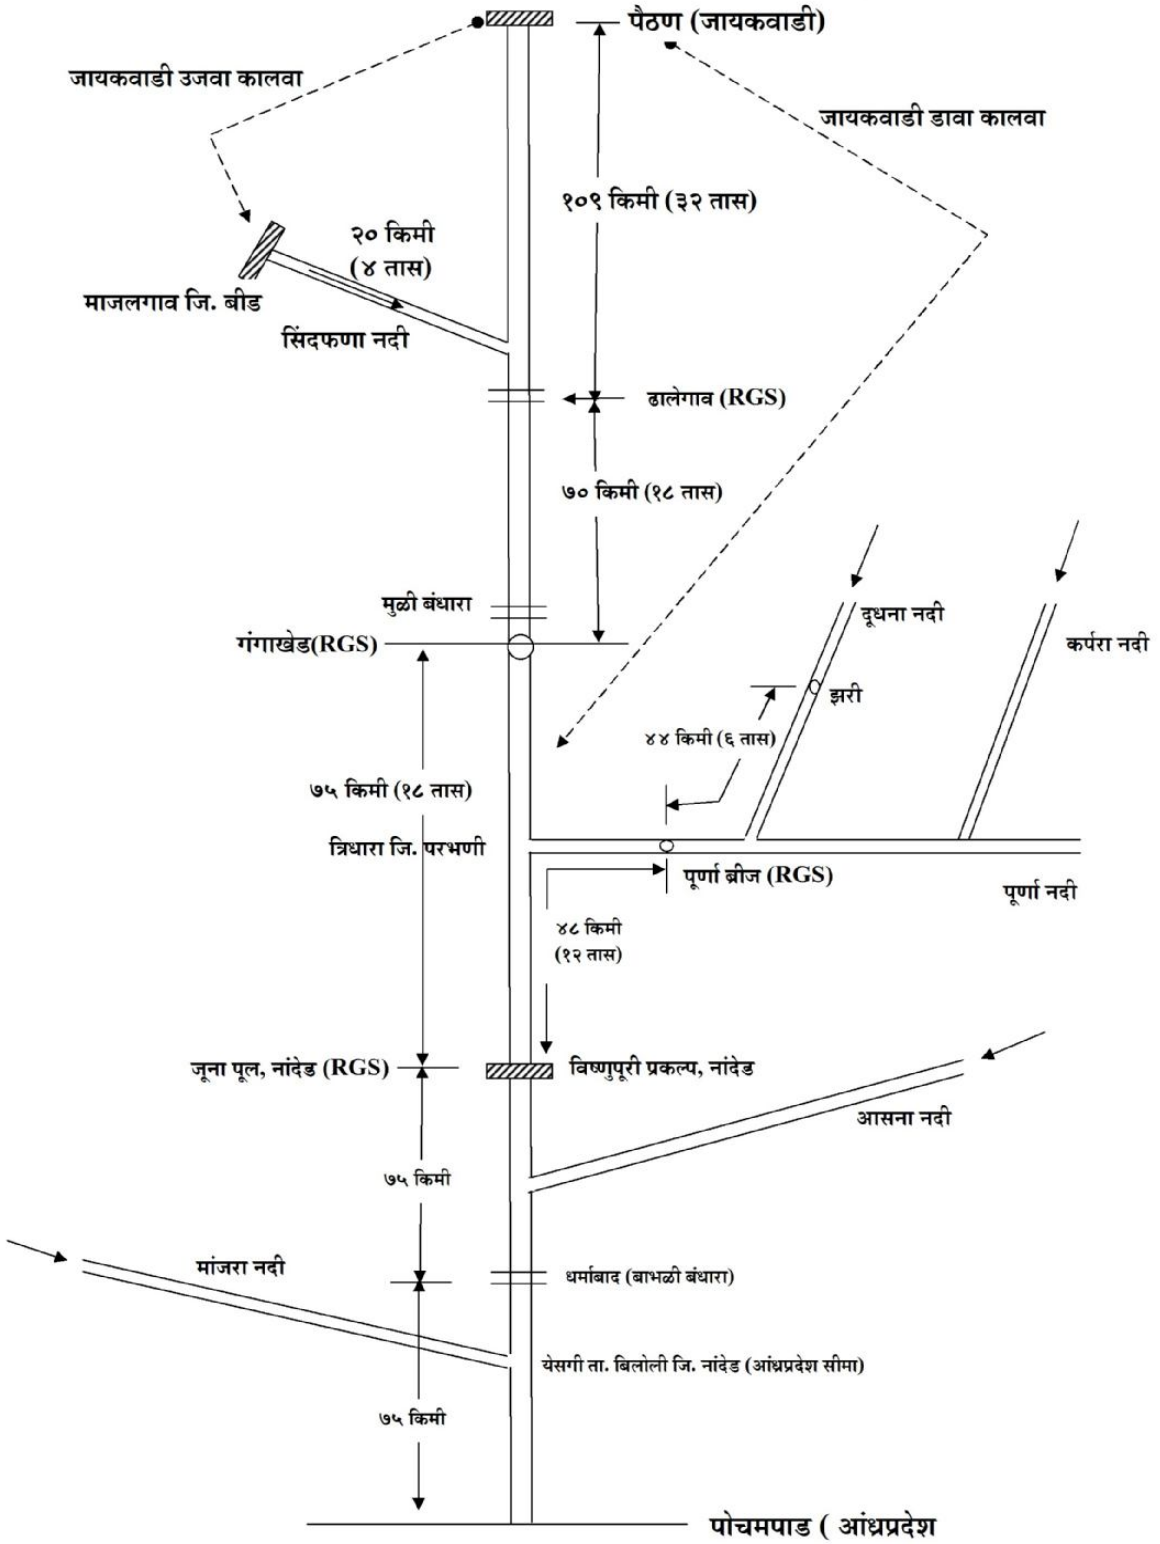 पैठण (जायकवाडी)
जायकवाडी उजवा कालवा
जायकवाडी डावा कालवा
१०९ किमी (३२ तास)
२० किमी
(४ तास)
माजलगाव जि. बीड
सिंदफणा नदी
ढालेगाव (RGS)
७० किमी (१८ तास)
मुळी बंधारा
दूधना नदी
गंगाखेड(RGS)
कर्परा नदी
झरी
४४ किमी (६ तास)
७५ किमी (१८ तास)
त्रिधारा जि. परभणी
पूर्णा ब्रीज (RGS)
पूर्णा नदी
४८ किमी
(१२ तास)
जूना पूल, नांदेड (RGS)
विष्णुपूरी प्रकल्प, नांदेड
आसना नदी
७५ किमी
मांजरा नदी
धर्माबाद (बाभळी बंधारा)
येसगी ता. बिलोली जि. नांदेड (आंध्रप्रदेश सीमा)
७५ किमी
पोचमपाड ( आंध्रप्रदेश